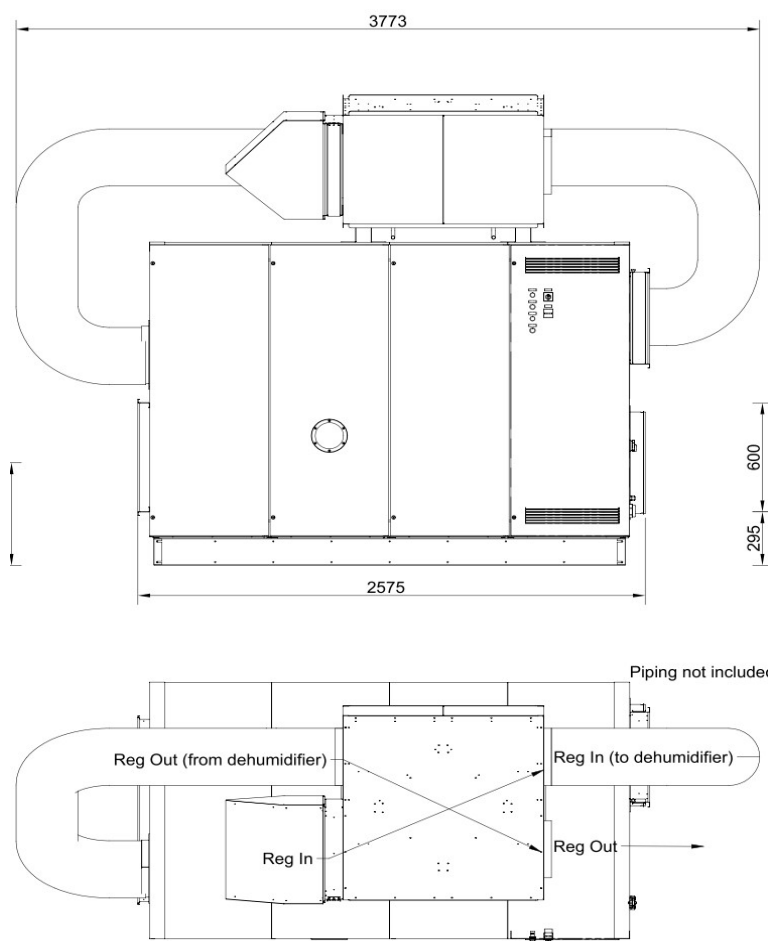 3773
600
295
2575
Piping not included
Reg Out (from dehumidifier)
Reg In (to dehumidifier)
Reg In
Reg Out